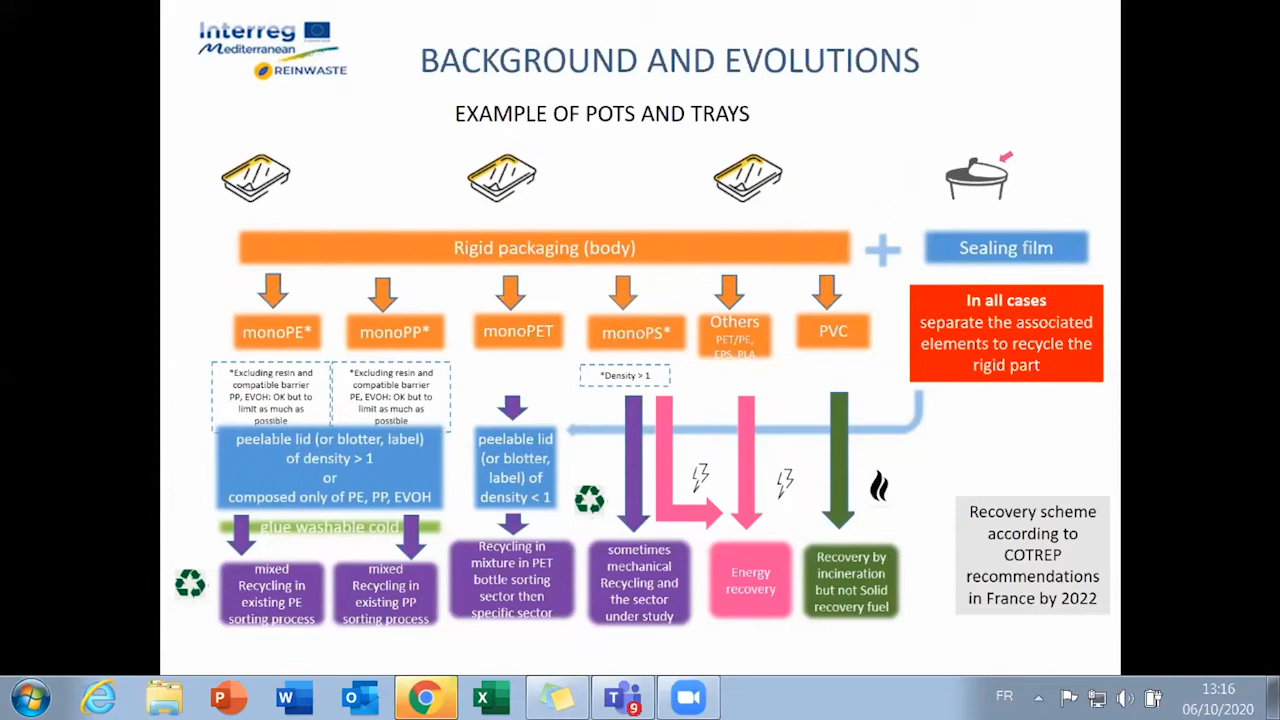 Interreg
Mediterranean
REINWASTE
BACKGROUND AND EVOLUTIONS
EXAMPLE OF POTS AND TRAYS
Rigid packaging (body)
Sealing film
monoPE*
monoPP*
monoPET
monoPS*
Others
PET/PE,
EPS, PLA
PVC
In all cases
separate the associated
elements to recycle the
rigid part
*Excluding resin and
compatible barrier
PP, EVOH: OK but to
limit as much as
possible
*Excluding resin and
compatible barrier
PE, EVOH: OK but to
limit as much as
possible
*Density > 1
peelable lid (or blotter, label)
of density > 1
or
composed only of PE, PP, EVOH
peelable lid
(or blotter,
label) of
density < 1
glue washable cold
mixed
Recycling in
existing PE
sorting process
mixed
Recycling in
existing PP
sorting process
Recycling in
mixture in PET
bottle sorting
sector then
specific sector
sometimes
mechanical
Recycling and
the sector
under study
Energy
recovery
Recovery by
incineration
but not Solid
recovery fuel
Recovery scheme
according to
COTREP
recommendations
in France by 2022
FR
13:16
06/10/2020
9